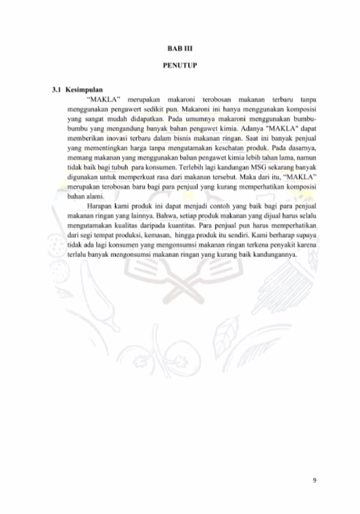 BAB III
PENUTUP
3.1 Kesimpulan
“MAKLA” merupakan makaroni terobosan makanan terbaru tanpa
menggunakan pengawert sedikit pun. Makaroni ini hanya menggunakan komposisi
yang sangat mudah didapatkan. Pada umumnya makaroni menggunakan bumbu-
bumbu yang mengandung banyak bahan pengawet kimia. Adanya "MAKLA" dapat
memberikan inovasi terbaru dalam bisnis makanan ringan. Saat ini banyak penjual
yang mementingkan harga tanpa mengutamakan kesehatan produk. Pada dasarnya,
memang makanan yang menggunakan bahan pengawet kimia lebih tahan lama, namun
tidak baik bagi tubuh para konsumen. Terlebih lagi kandungan MSG sekarang banyak
digunakan untuk memperkuat rasa dari makanan tersebut. Maka dari itu, “MAKLA”
merupakan terobosan baru bagi para penjual yang kurang memperhatikan komposisi
bahan alami.
Harapan kami produk ini dapat menjadi contoh yang baik bagi para penjual
makanan ringan yang lainnya. Bahwa, setiap produk makanan yang dijual harus selalu
mengutamakan kualitas daripada kuantitas. Para penjual pun harus memperhatikan
dari segi tempat produksi, kemasan, hingga produk itu sendiri. Kami berharap supaya
tidak ada lagi konsumen yang mengonsumsi makanan ringan terkena penyakit karena
terlalu banyak mengonsumsi makanan ringan yang kurang baik kandungannya.
9